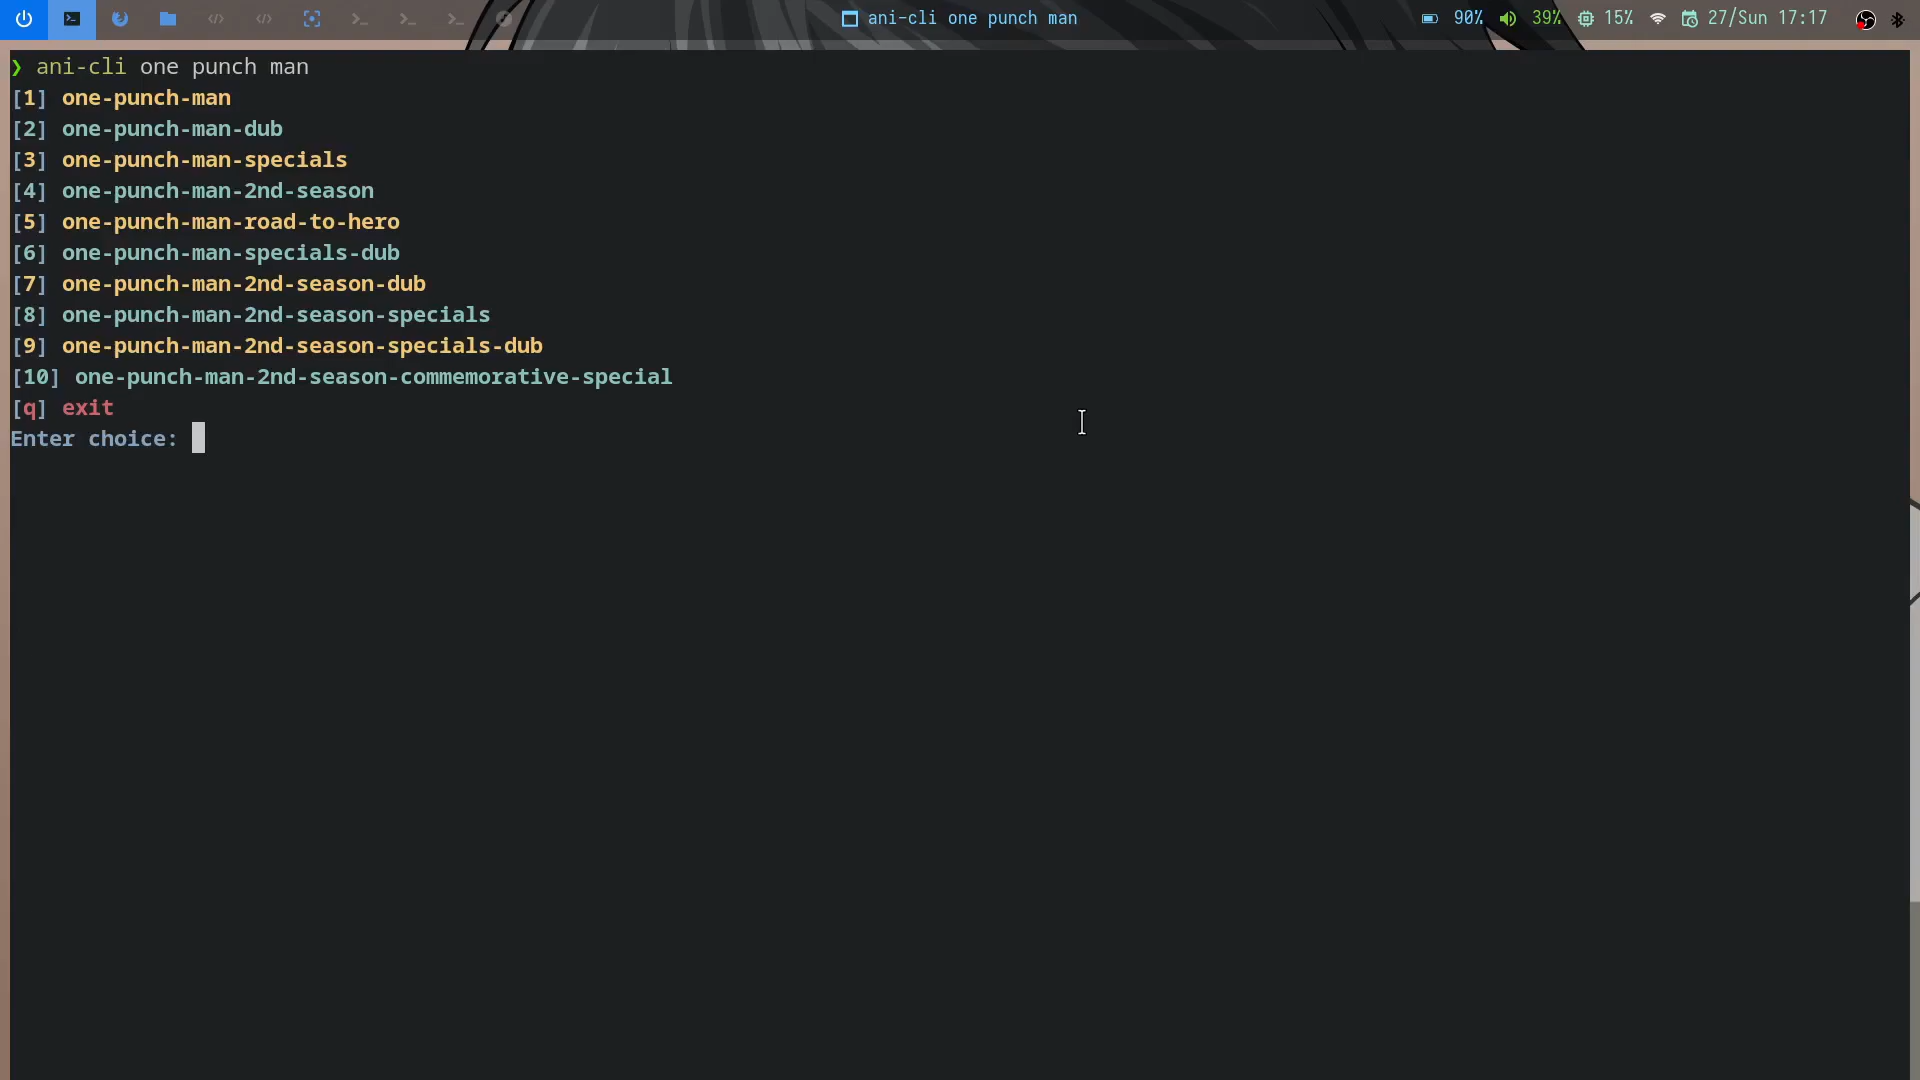 ani-cli one punch man
90% 39% 15% 27/Sun 17:17
❯ ani-cli one punch man
[1] one-punch-man
[2] one-punch-man-dub
[3] one-punch-man-specials
[4] one-punch-man-2nd-season
[5] one-punch-man-road-to-hero
[6] one-punch-man-specials-dub
[7] one-punch-man-2nd-season-dub
[8] one-punch-man-2nd-season-specials
[9] one-punch-man-2nd-season-specials-dub
[10] one-punch-man-2nd-season-commemorative-special
[q] exit
Enter choice: